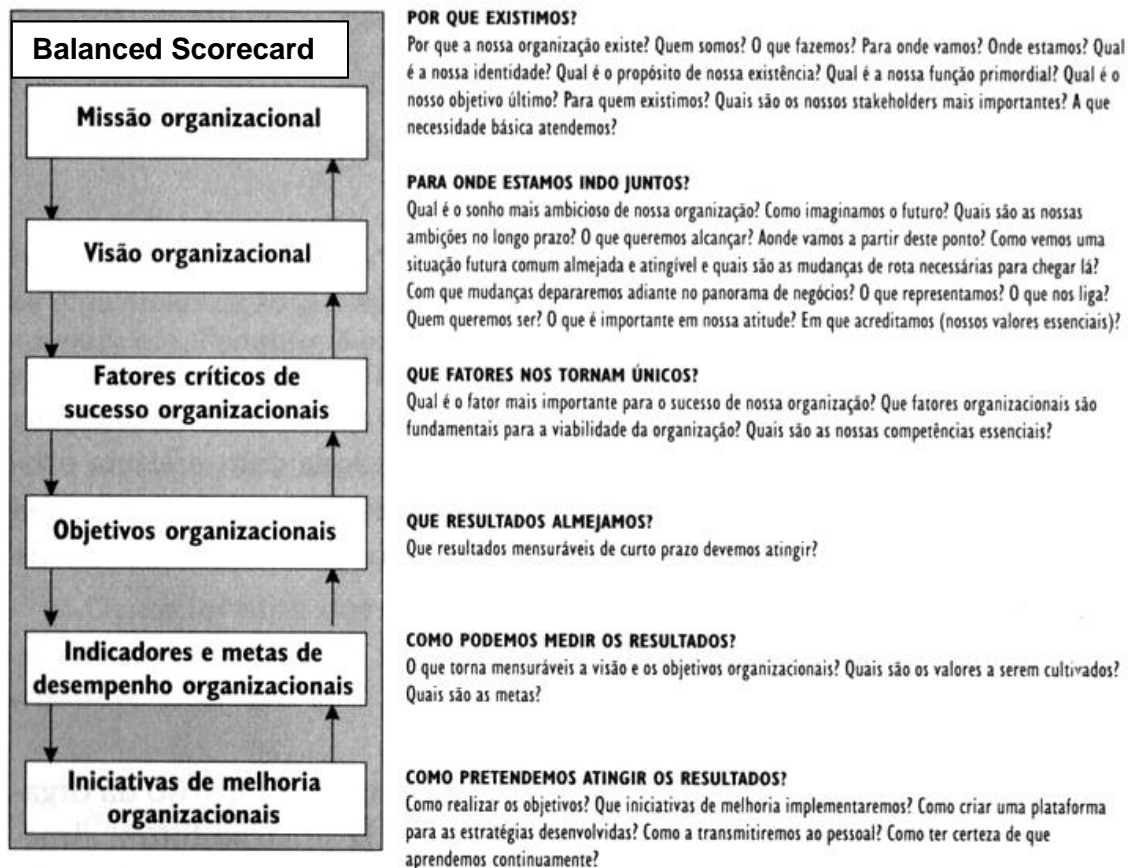 Balanced Scorecard
Missão organizacional
Visão organizacional
Fatores críticos de
sucesso organizacionais
Objetivos organizacionais
Indicadores e metas de
desempenho organizacionais
Iniciativas de melhoria
organizacionais
POR QUE EXISTIMOS?
Por que a nossa organização existe? Quem somos? O que fazemos? Para onde vamos? Onde estamos? Qual
é a nossa identidade? Qual é o propósito de nossa existência? Qual é a nossa função primordial? Qual é o
nosso objetivo último? Para quem existimos? Quais são os nossos stakeholders mais importantes? A que
necessidade básica atendemos?
PARA ONDE ESTAMOS INDO JUNTOS?
Qual é o sonho mais ambicioso de nossa organização? Como imaginamos o futuro? Quais são as nossas
ambições no longo prazo? O que queremos alcançar? Aonde vamos a partir deste ponto? Como vemos uma
situação futura comum almejada e atingível e quais são as mudanças de rota necessárias para chegar lá?
Com que mudanças depararemos adiante no panorama de negócios? O que representamos? O que nos liga?
Quem queremos ser? O que é importante em nossa atitude? Em que acreditamos (nossos valores essenciais)?
QUE FATORES NOS TORNAM ÚNICOS?
Qual é o fator mais importante para o sucesso de nossa organização? Que fatores organizacionais são
fundamentais para a viabilidade da organização? Quais são as nossas competências essenciais?
QUE RESULTADOS ALMEJAMOS?
Que resultados mensuráveis de curto prazo devemos atingir?
COMO PODEMOS MEDIR OS RESULTADOS?
O que torna mensuráveis a visão e os objetivos organizacionais? Quais são os valores a serem cultivados?
Quais são as metas?
COMO PRETENDEMOS ATINGIR OS RESULTADOS?
Como realizar os objetivos? Que iniciativas de melhoria implementaremos? Como criar uma plataforma
para as estratégias desenvolvidas? Como a transmitiremos ao pessoal? Como ter certeza de que
aprendemos continuamente?